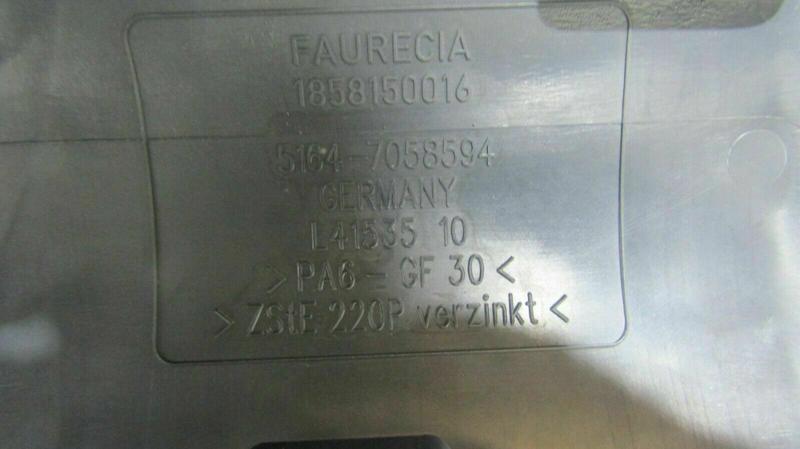 FAURECIA
1858150016
5164-7058594
GERMANY
L41535 10
>PA6-GF 30<
>ZStE 220P verzinkt<